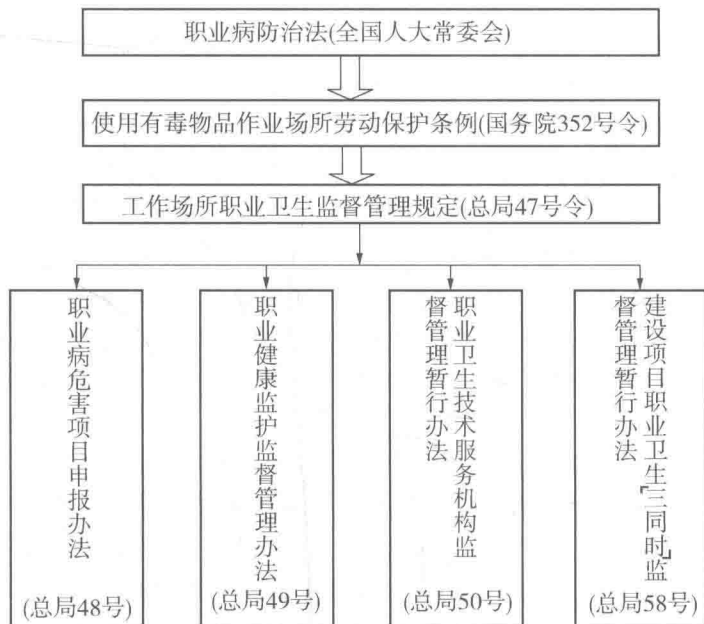 职业病防治法(全国人大常委会)
使用有毒物品作业场所劳动保护条例(国务院352号令)
工作场所职业卫生监督管理规定(总局47号令)
职业病危害项目申报办法
(总局48号)
职业健康监护监督管理办法
(总局49号)
职业卫生技术服务机构监
督管理暂行办法
(总局50号)
建设项目职业卫生「三同时」监
督管理暂行办法
(总局58号)